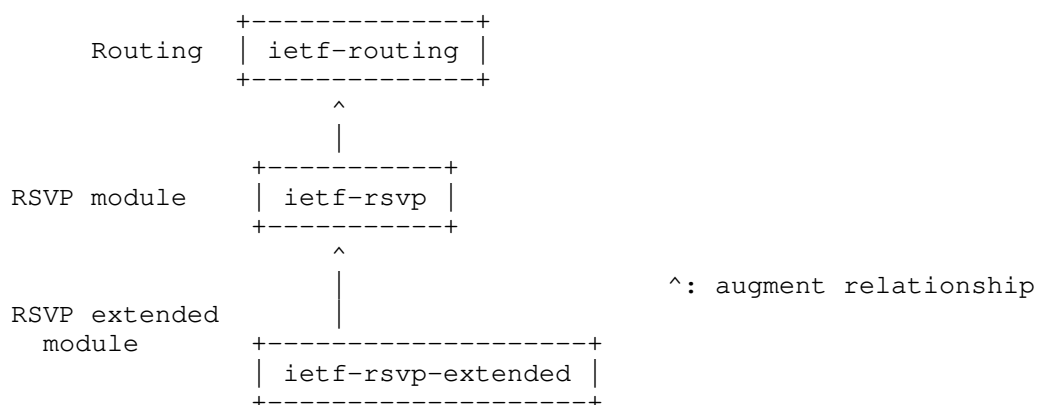 +--------------+
Routing | ietf-routing |
+--------------+
^
|
+-----------+
RSVP module | ietf-rsvp |
+-----------+
^
| ^: augment relationship
RSVP extended |
module +--------------------+
| ietf-rsvp-extended |
+--------------------+